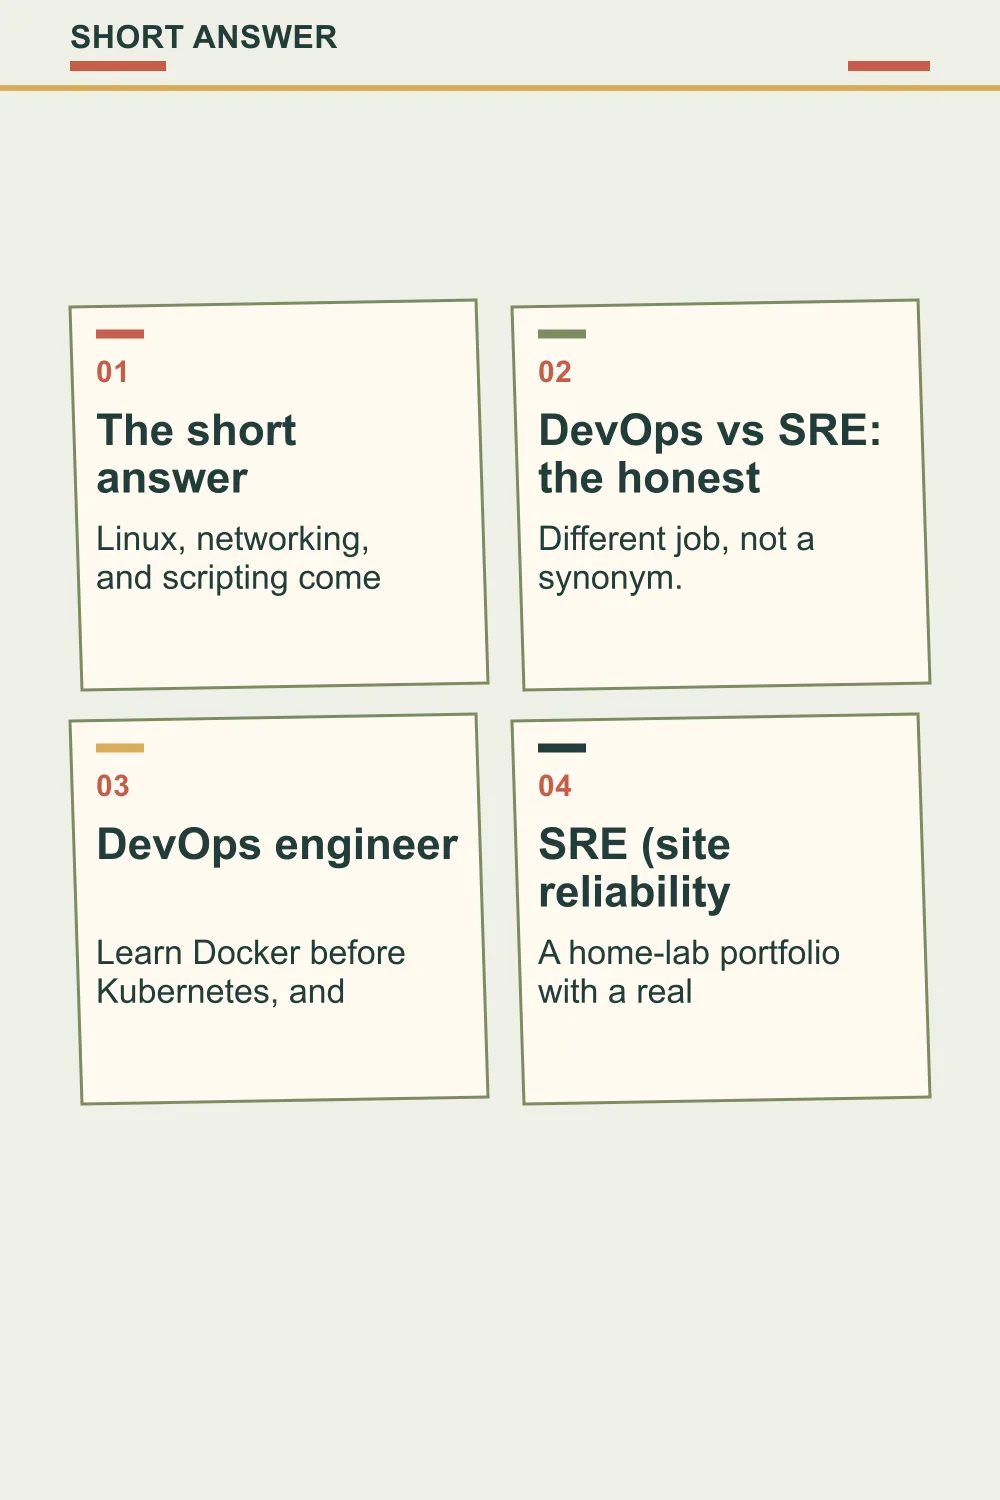 SHORT ANSWER
01
The short
answer
Linux, networking,
and scripting come
02
DevOps vs SRE:
the honest
Different job, not a
synonym.
03
DevOps engineer
Learn Docker before
Kubernetes, and
04
SRE (site
reliability
A home-lab portfolio
with a real